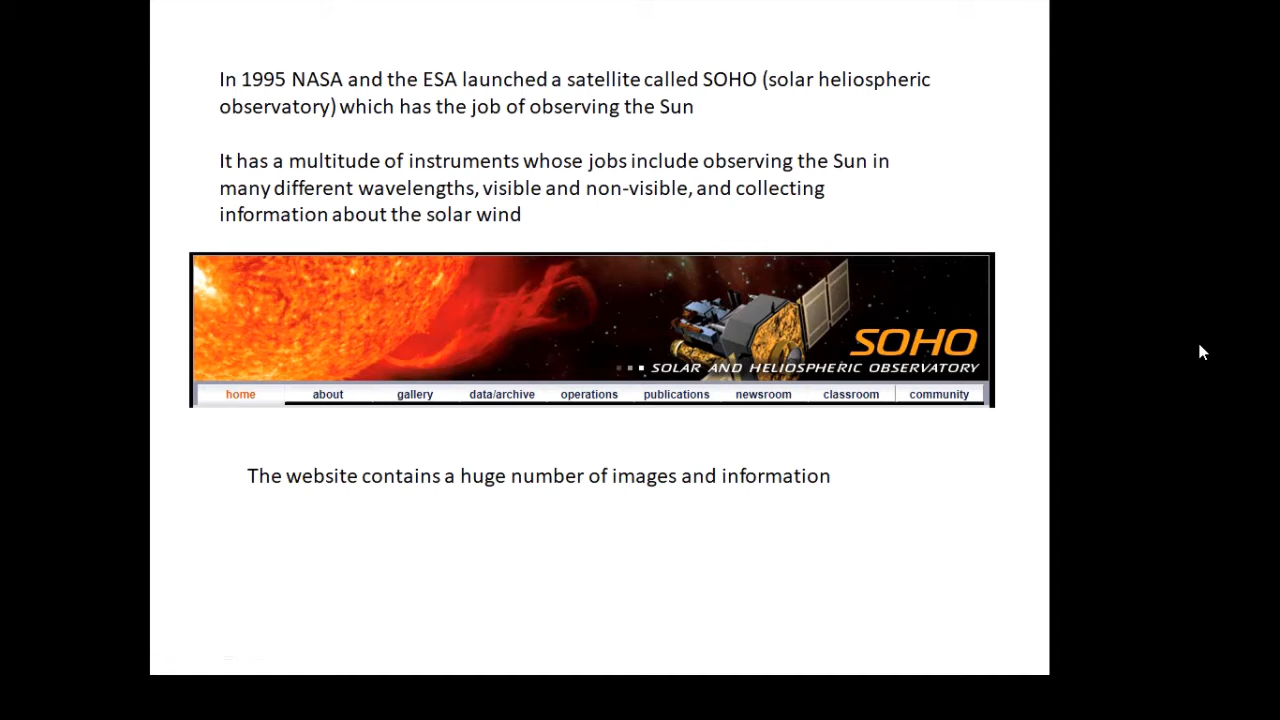 In 1995 NASA and the ESA launched a satellite called SOHO (solar heliospheric
observatory) which has the job of observing the Sun
It has a multitude of instruments whose jobs include observing the Sun in
many different wavelengths, visible and non-visible, and collecting
information about the solar wind
SOHO
SOLAR AND HELIOSPHERIC OBSERVATORY
home about gallery data/archive operations publications newsroom classroom community
The website contains a huge number of images and information